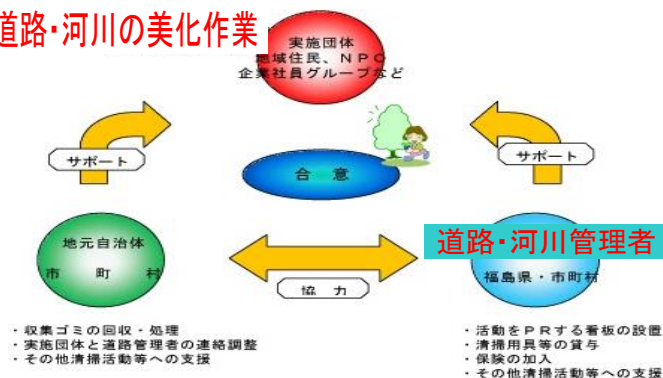 道路・河川の美化作業
実施団体
地域住民、ＮＰＯ
企業社員グループなど
サポート
サポート
合　意
地元自治体
市　町　村
道路・河川管理者
福島県・市町村
協　力
・収集ゴミの回収・処理
・実施団体と道路管理者の連絡調整
・その他清掃活動等への支援
・活動をＰＲする看板の設置
・清掃用具等の貸与
・保険の加入
・その他清掃活動等への支援